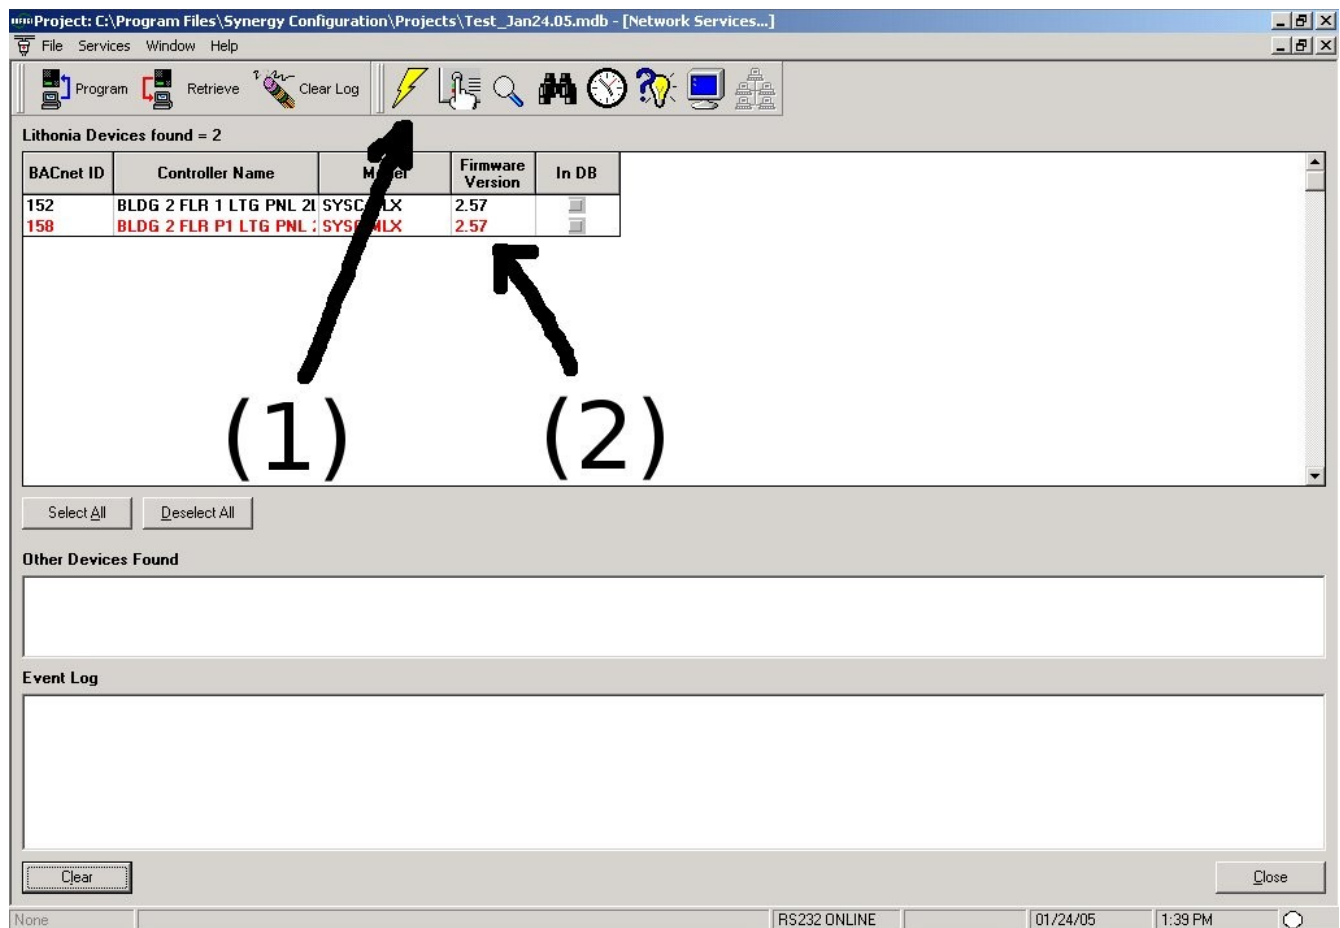 Project: C:\Program Files\Synergy Configuration\Projects\Test_Jan24.05.mdb - [Network Services...]
File Services Window Help
Program Retrieve Clear Log
Lithonia Devices found = 2
BACnet ID Controller Name Firmware Version In DB
152 BLDG 2 FLR 1 LTG PNL 2.57
158 BLDG 2 FLR P1 LTG PNL 2.57
(1) (2)
Select All Deselect All
Other Devices Found
Event Log
Clear Close
None RS232 ONLINE 01/24/05 1:39 PM